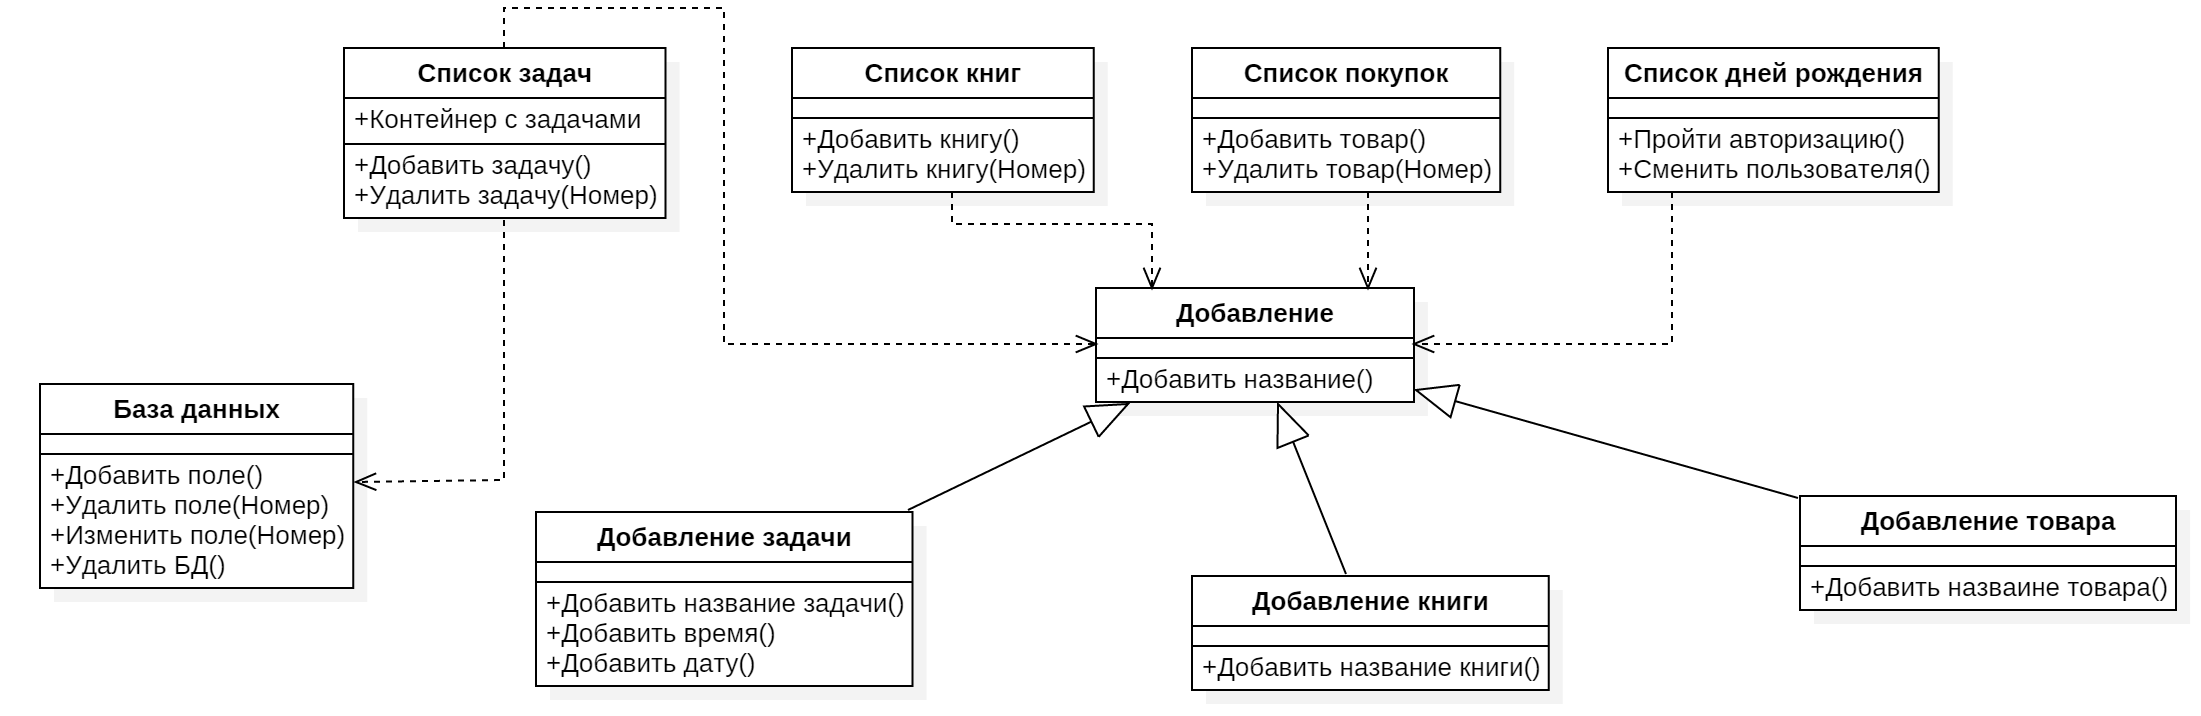 Список задач
+Контейнер с задачами
+Добавить задачу()
+Удалить задачу(Номер)
Список книг
+Добавить книгу()
+Удалить книгу(Номер)
Список покупок
+Добавить товар()
+Удалить товар(Номер)
Список дней рождения
+Пройти авторизацию()
+Сменить пользователя()
Добавление
+Добавить название()
База данных
+Добавить поле()
+Удалить поле(Номер)
+Изменить поле(Номер)
+Удалить БД()
Добавление задачи
+Добавить название задачи()
+Добавить время()
+Добавить дату()
Добавление книги
+Добавить название книги()
Добавление товара
+Добавить назваине товара()